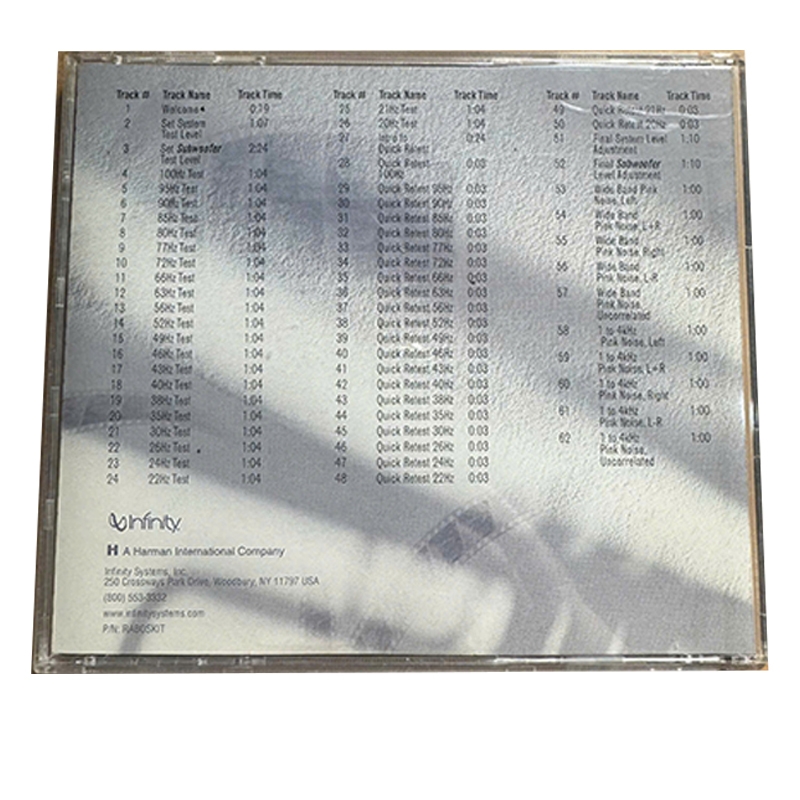 Track # Track Name Track Time
1 Welcome 0:19
2 Set System 1:07
Test Level
3 Set Subwoofer 2:24
Test Level
4 100Hz Test 1:04
5 95Hz Test 1:04
6 90Hz Test 1:04
7 85Hz Test 1:04
8 80Hz Test 1:04
9 77Hz Test 1:04
10 72Hz Test 1:04
11 66Hz Test 1:04
12 63Hz Test 1:04
13 56Hz Test 1:04
14 52Hz Test 1:04
15 49Hz Test 1:04
16 46Hz Test 1:04
17 43Hz Test 1:04
18 40Hz Test 1:04
19 38Hz Test 1:04
20 35Hz Test 1:04
21 30Hz Test 1:04
22 26Hz Test 1:04
23 24Hz Test 1:04
24 22Hz Test 1:04
Track # Track Name Track Time
25 21Hz Test 1:04
26 20Hz Test 1:04
27 Intro to 0:24
Quick Retest
28 Quick Retest 0:03
100Hz
29 Quick Retest 95Hz 0:03
30 Quick Retest 90Hz 0:03
31 Quick Retest 85Hz 0:03
32 Quick Retest 80Hz 0:03
33 Quick Retest 77Hz 0:03
34 Quick Retest 72Hz 0:03
35 Quick Retest 66Hz 0:03
36 Quick Retest 63Hz 0:03
37 Quick Retest 56Hz 0:03
38 Quick Retest 52Hz 0:03
39 Quick Retest 49Hz 0:03
40 Quick Retest 46Hz 0:03
41 Quick Retest 43Hz 0:03
42 Quick Retest 40Hz 0:03
43 Quick Retest 38Hz 0:03
44 Quick Retest 35Hz 0:03
45 Quick Retest 30Hz 0:03
46 Quick Retest 26Hz 0:03
47 Quick Retest 24Hz 0:03
48 Quick Retest 22Hz 0:03
Track # Track Name Track Time
49 Quick Retest 21Hz 0:03
50 Quick Retest 20Hz 0:03
51 Final System Level 1:10
Adjustment
52 Final Subwoofer 1:10
Level Adjustment
53 Wide Band Pink 1:00
Noise, Left
54 Wide Band 1:00
Pink Noise, L+R
55 Wide Band 1:00
Pink Noise, Right
56 Wide Band 1:00
Pink Noise, L-R
57 Wide Band 1:00
Pink Noise,
Uncorrelated
58 1 to 4kHz 1:00
Pink Noise, Left
59 1 to 4kHz 1:00
Pink Noise, L+R
60 1 to 4kHz 1:00
Pink Noise, Right
61 1 to 4kHz 1:00
Pink Noise, L-R
62 1 to 4kHz 1:00
Pink Noise,
Uncorrelated
Infinity
H A Harman International Company
Infinity Systems, Inc.
250 Crossways Park Drive, Woodbury, NY 11797 USA
(800) 553-3332
www.infinitysystems.com
P/N: RABOSKIT